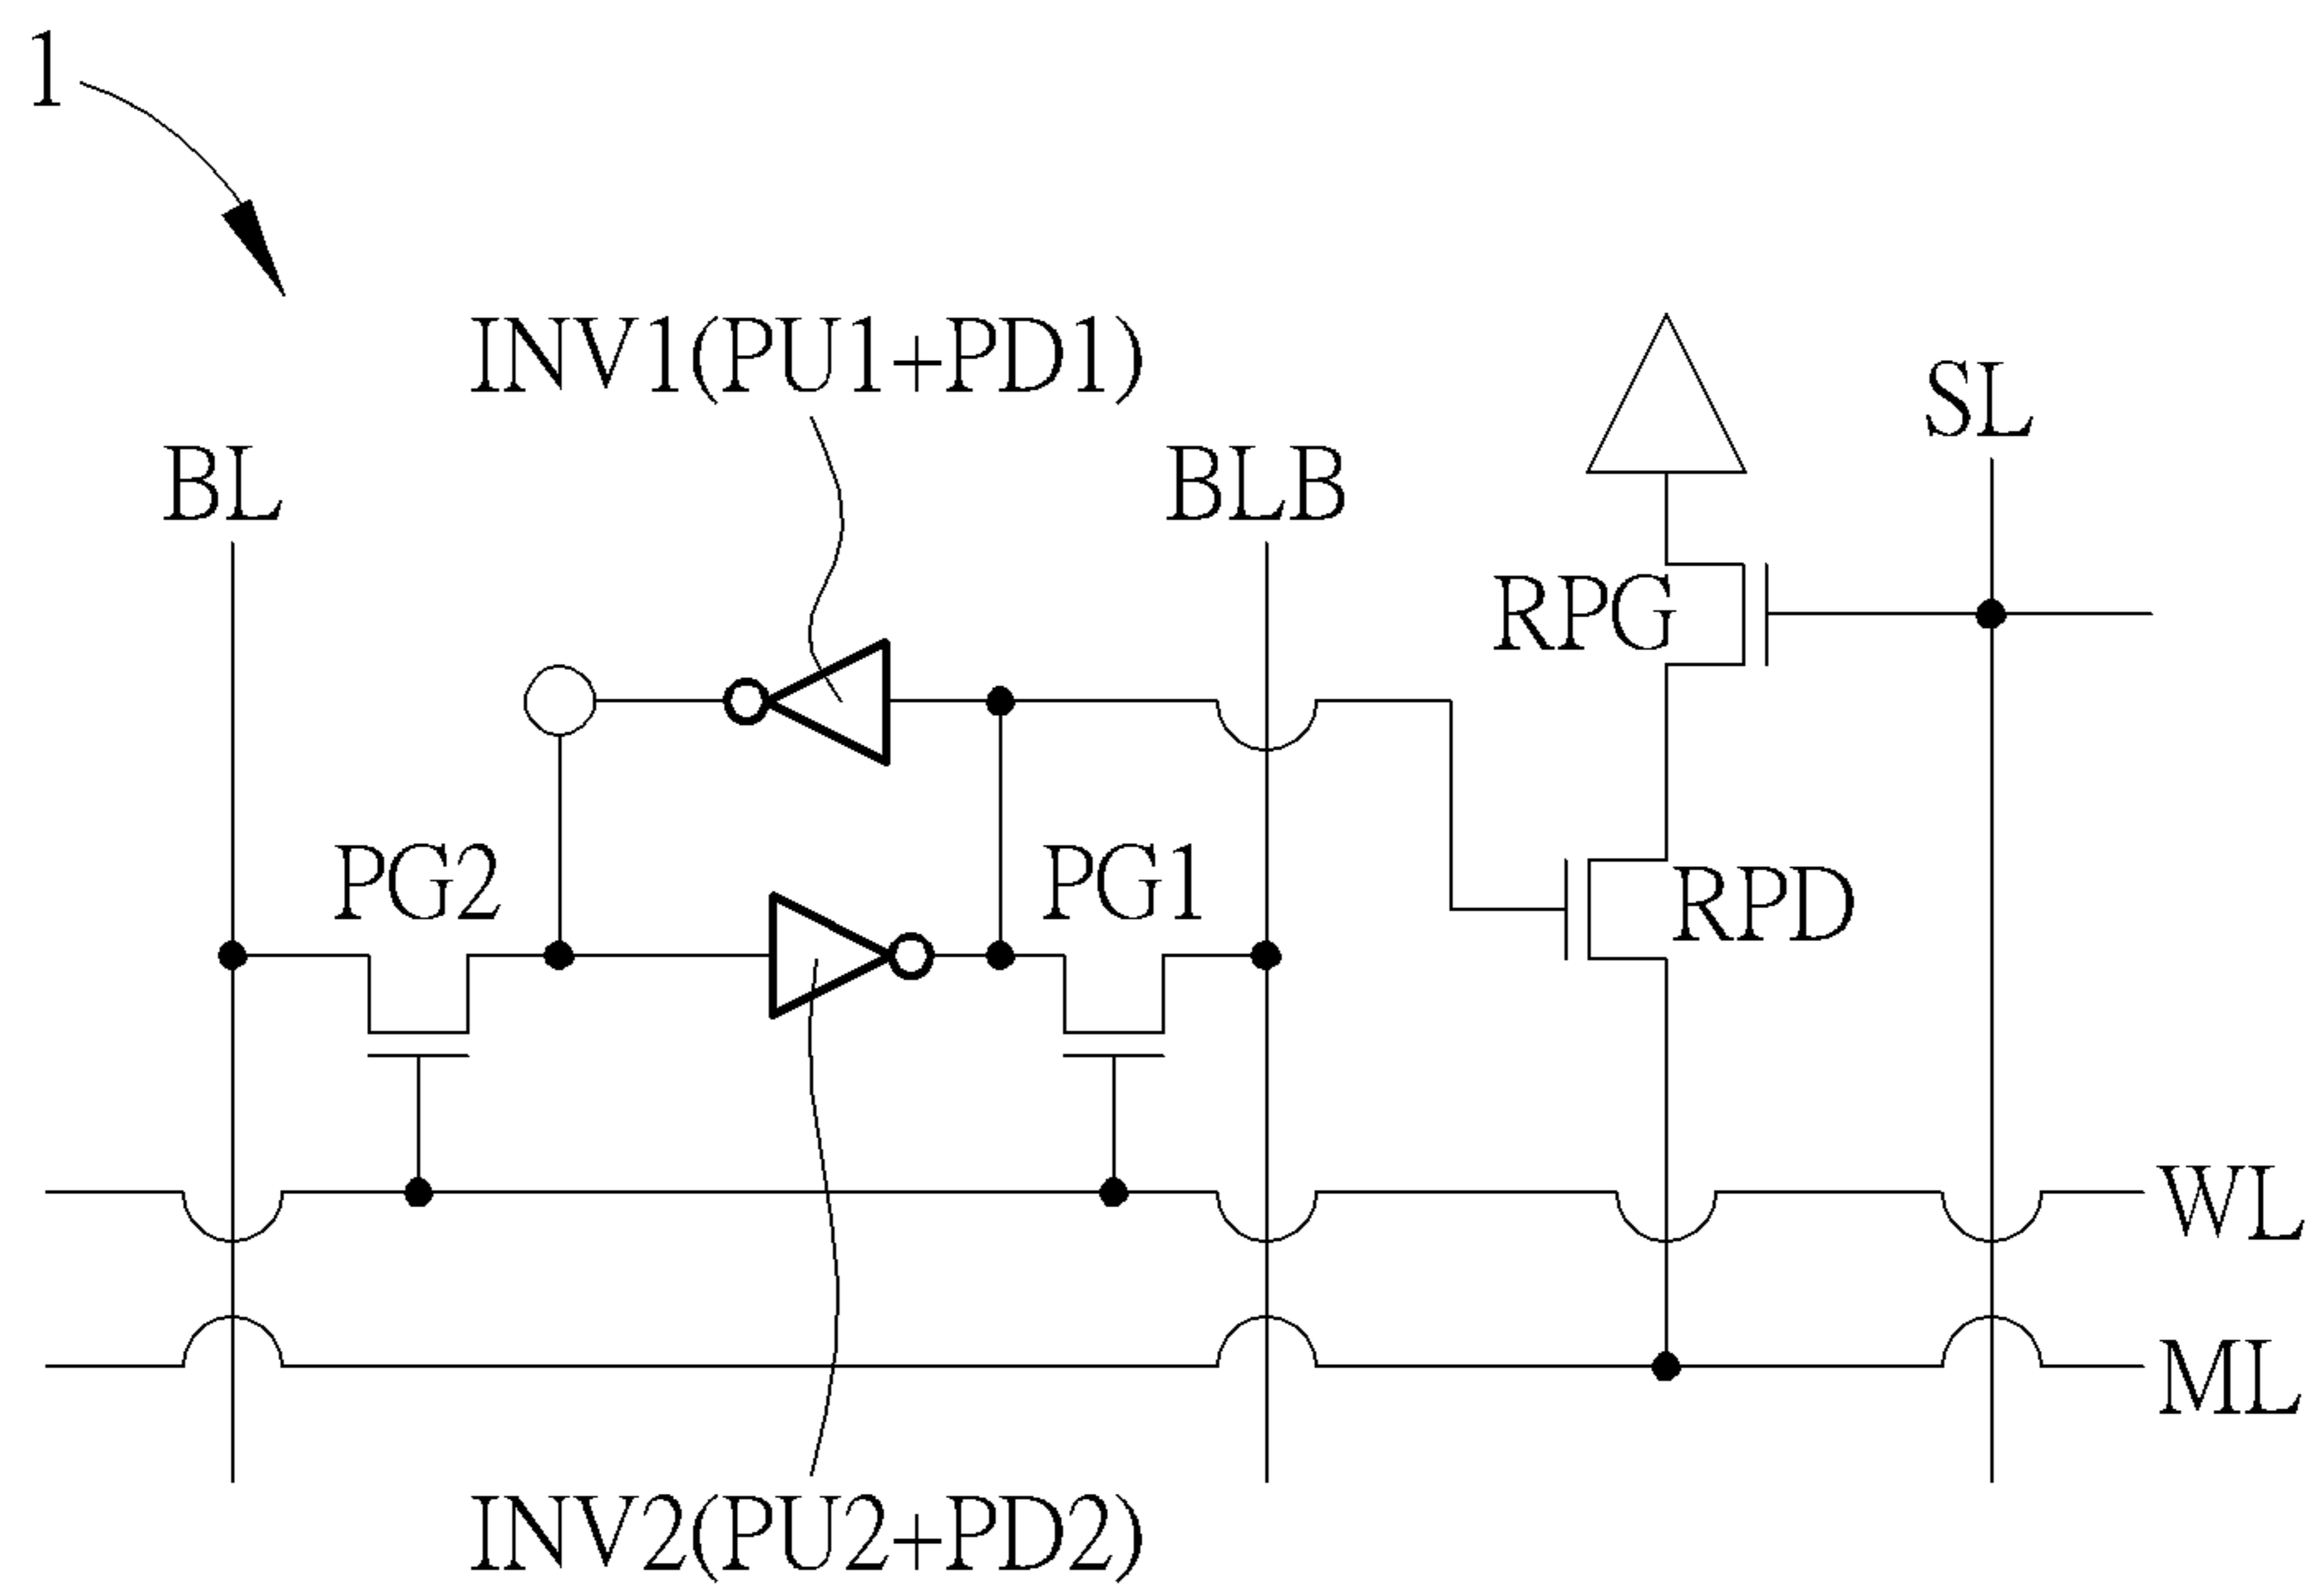 1
INV1(PU1+PD1)
SL
BL
BLB
RPG
PG2
PG1
RPD
WL
ML
INV2(PU2+PD2)